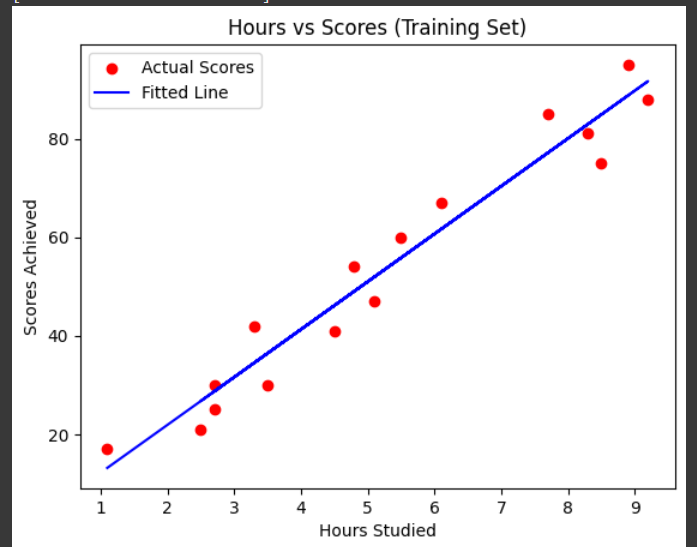 Hours vs Scores (Training Set)
Actual Scores
Fitted Line
80
60
40
20
Scores Achieved
1 2 3 4 5 6 7 8 9
Hours Studied